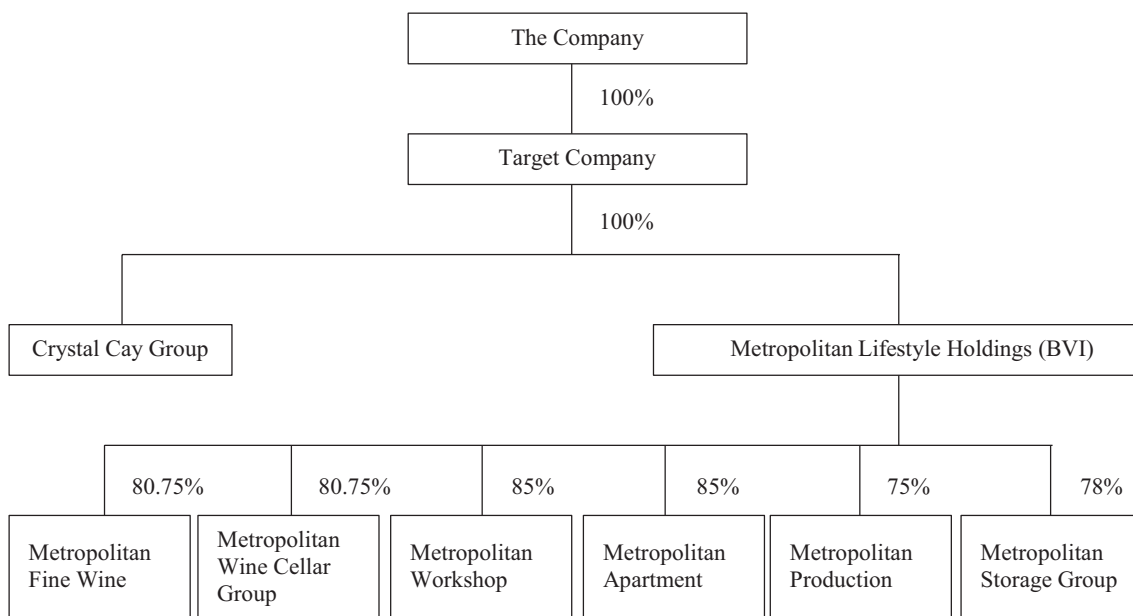 The Company
100%
Target Company
100%
Crystal Cay Group
Metropolitan Lifestyle Holdings (BVI)
80.75%
80.75%
85%
85%
75%
78%
Metropolitan
Fine Wine
Metropolitan
Wine Cellar
Group
Metropolitan
Workshop
Metropolitan
Apartment
Metropolitan
Production
Metropolitan
Storage Group